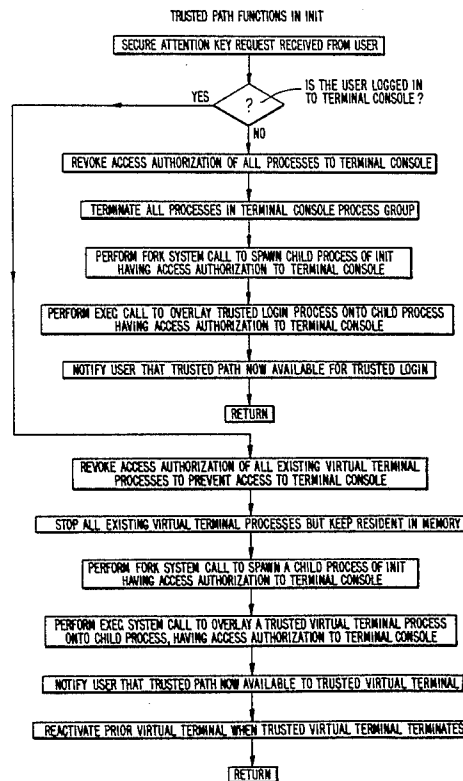 TRUSTED PATH FUNCTIONS IN INIT
SECURE ATTENTION KEY REQUEST RECEIVED FROM USER
IS THE USER LOGGED IN
TO TERMINAL CONSOLE ?
YES
?
NO
REVOKE ACCESS AUTHORIZATION OF ALL PROCESSES TO TERMINAL CONSOLE
TERMINATE ALL PROCESSES IN TERMINAL CONSOLE PROCESS GROUP
PERFORM FORK SYSTEM CALL TO SPAWN CHILD PROCESS OF INIT
HAVING ACCESS AUTHORIZATION TO TERMINAL CONSOLE
PERFORM EXEC CALL TO OVERLAY TRUSTED LOGIN PROCESS ONTO CHILD PROCESS
HAVING ACCESS AUTHORIZATION TO TERMINAL CONSOLE
NOTIFY USER THAT TRUSTED PATH NOW AVAILABLE FOR TRUSTED LOGIN
RETURN
REVOKE ACCESS AUTHORIZATION OF ALL EXISTING VIRTUAL TERMINAL
PROCESSES TO PREVENT ACCESS TO TERMINAL CONSOLE
STOP ALL EXISTING VIRTUAL TERMINAL PROCESSES BUT KEEP RESIDENT IN MEMORY
PERFORM FORK SYSTEM CALL TO SPAWN A CHILD PROCESS OF INIT
HAVING ACCESS AUTHORIZATION TO TERMINAL CONSOLE
PERFORM EXEC SYSTEM CALL TO OVERLAY A TRUSTED VIRTUAL TERMINAL PROCESS
ONTO CHILD PROCESS, HAVING ACCESS AUTHORIZATION TO TERMINAL CONSOLE
NOTIFY USER THAT TRUSTED PATH NOW AVAILABLE TO TRUSTED VIRTUAL TERMINAL
REACTIVATE PRIOR VIRTUAL TERMINAL WHEN TRUSTED VIRTUAL TERMINAL TERMINATES
RETURN